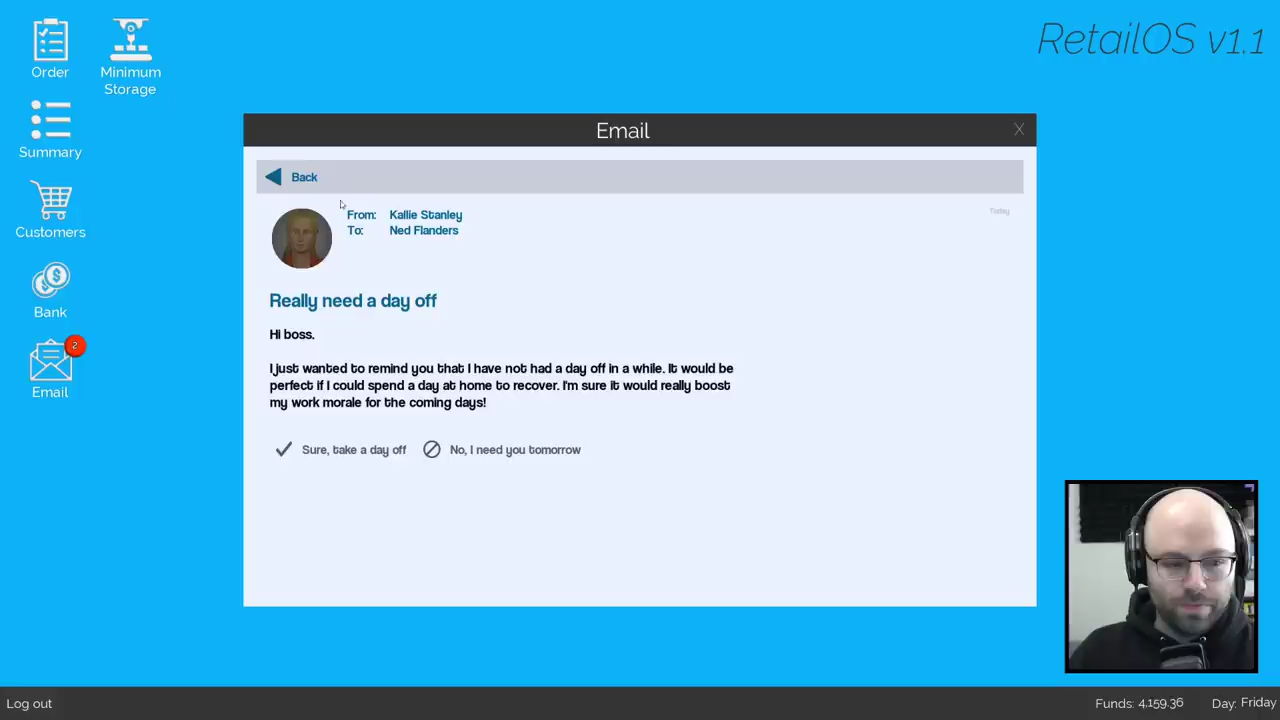 RetailOS v1.1
Order
Minimum
Storage
Summary
Customers
Bank
2
Email
Email
X
Back
From: Kallie Stanley
To: Ned Flanders
Today
Really need a day off
Hi boss.
I just wanted to remind you that I have not had a day off in a while. It would be
perfect if I could spend a day at home to recover. I'm sure it would really boost
my work morale for the coming days!
Sure, take a day off
No, I need you tomorrow
Log out
Funds: 4,159.36
Day: Friday